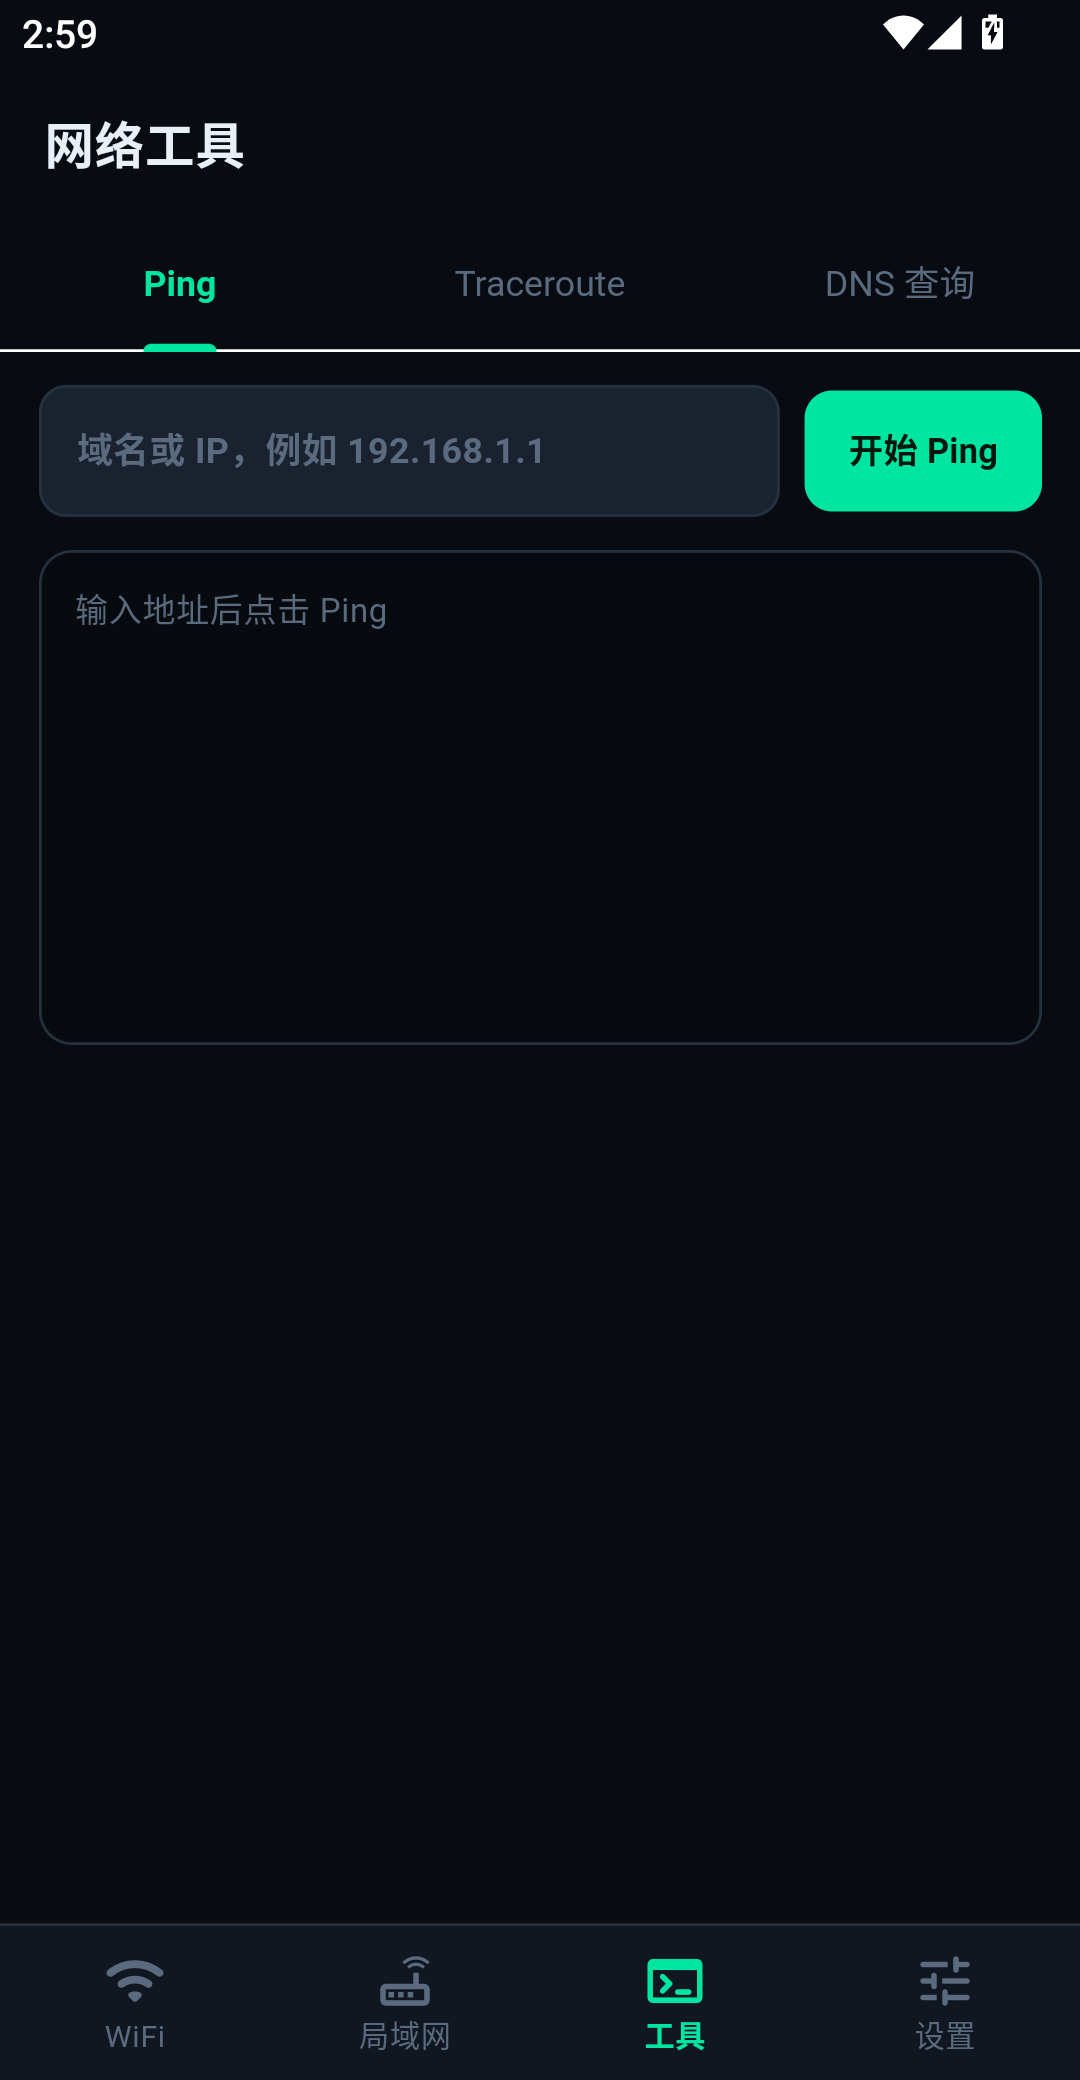 2:59
网络工具
Ping
Traceroute
DNS 查询
域名或 IP，例如 192.168.1.1
开始 Ping
输入地址后点击 Ping
WiFi
局域网
工具
设置